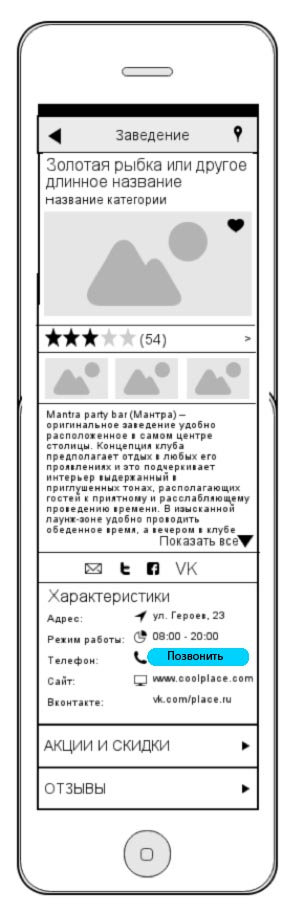 Заведение
Золотая рыбка или другое
длинное название
Название категории
(54) >
Mantra party bar (Мантра) –
оригинальное заведение удобно
расположенное в самом центре
столицы. Концепция клуба
предполагает отдых в любых его
проявлениях и это подчеркивает
интерьер выдержанный в
приглушенных тонах, располагающих
гостей к приятному и расслабляющему
проведению времени. В изысканной
лаунж-зоне удобно проводить
обеденное время, а вечером в клубе
Показать все
VK
Характеристики
Адрес: ул. Героев, 23
Режим работы: 08:00 - 20:00
Телефон: Позвонить
Сайт: www.coolplace.com
Вконтакте: vk.com/place.ru
АКЦИИ И СКИДКИ
ОТЗЫВЫ